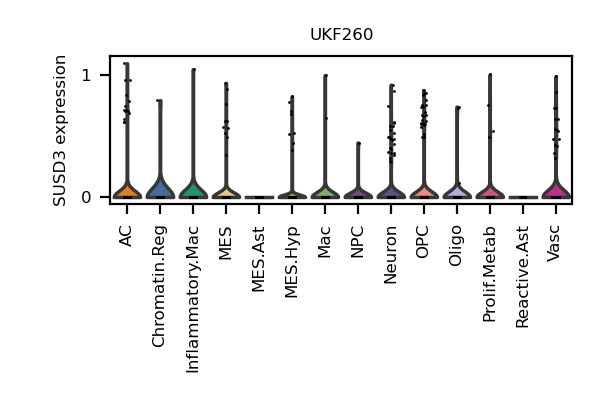 UKF260
SUSD3 expression
1
0
AC
Chromatin.Reg
Inflammatory.Mac
MES
MES.Ast
MES.Hyp
Mac
NPC
Neuron
OPC
Oligo
Prolif.Metab
Reactive.Ast
Vasc